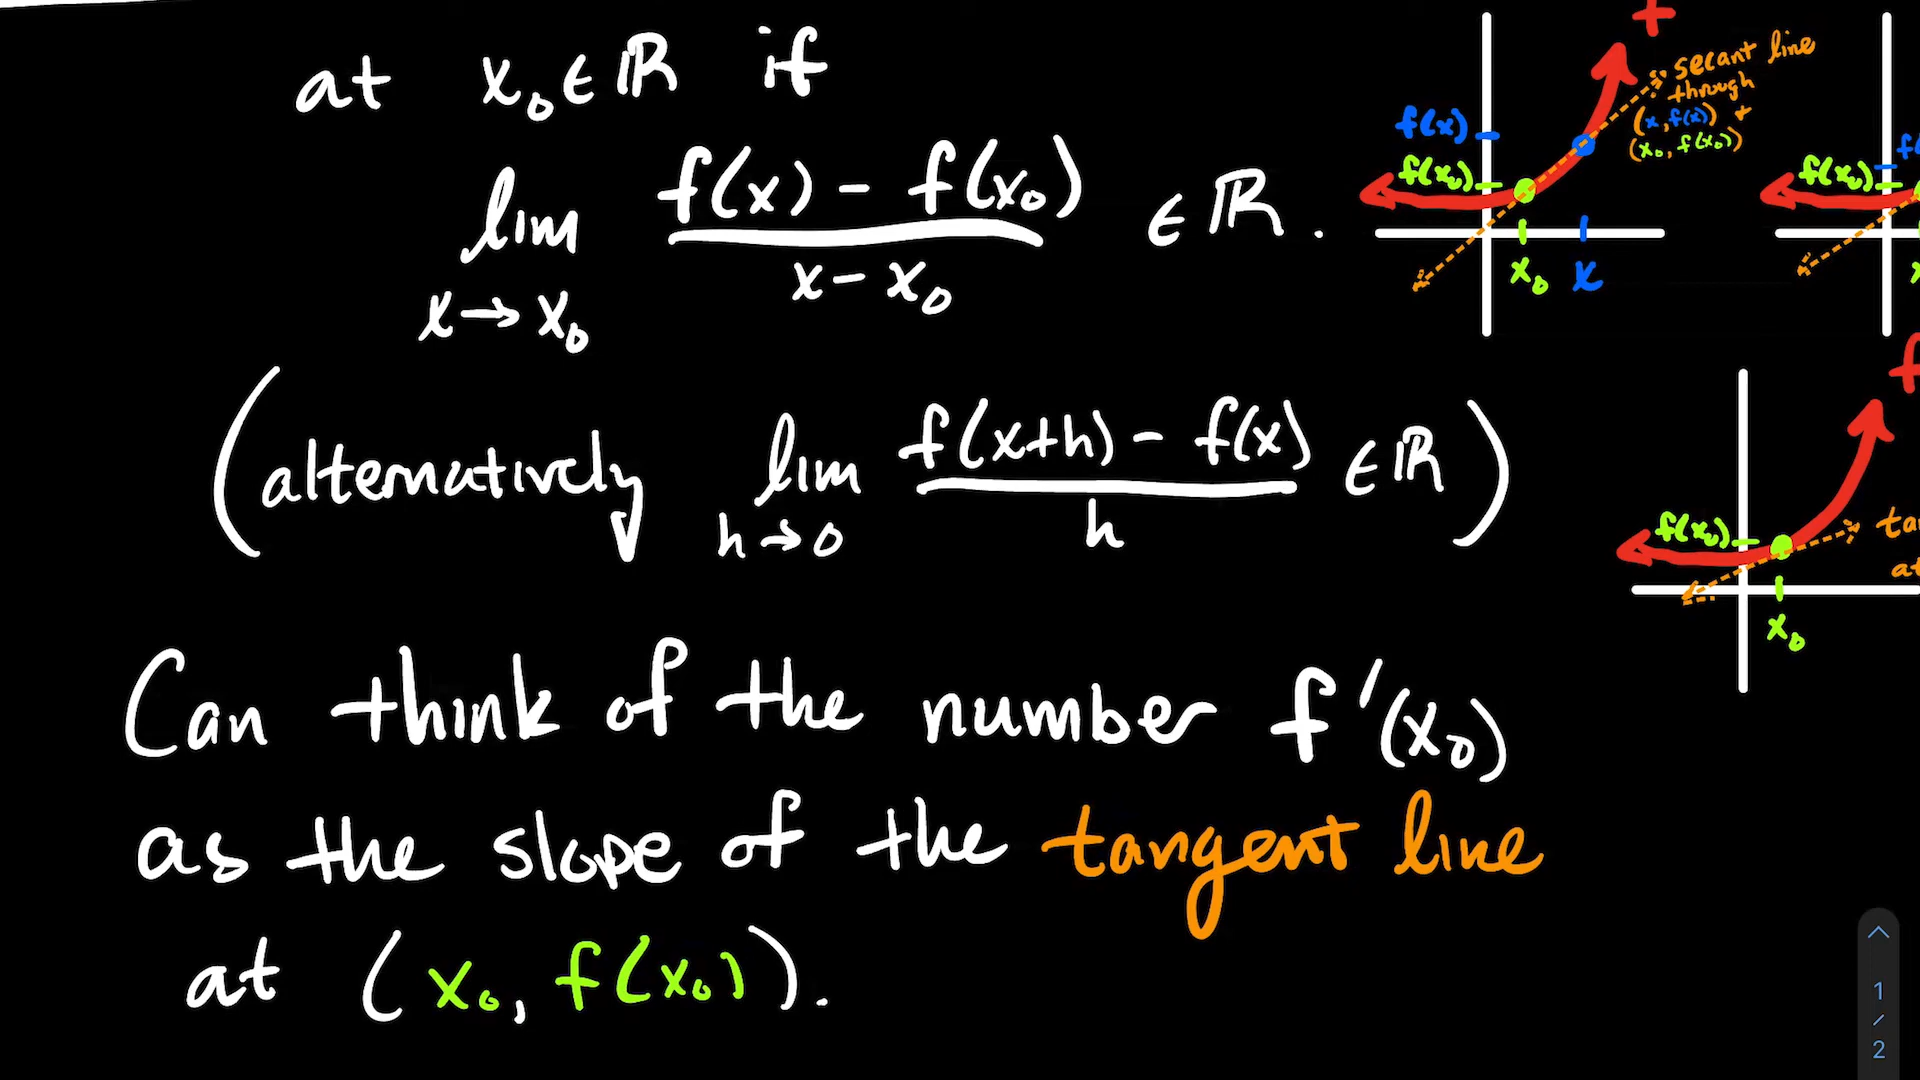 at x₀ ∈ ℝ if
lim f(x) - f(x₀) ∈ ℝ.
x → x₀ x - x₀
(alternatively lim f(x+h) - f(x) ∈ ℝ)
h → 0 h
Can think of the number f'(x₀)
as the slope of the tangent line
at (x₀, f(x₀)).
secant line
through
(x, f(x)) +
(x₀, f(x₀))
f(x)
f(x₀)
x₀ x
f(x₀)
f
f(x₀)
x₀
1
/
2